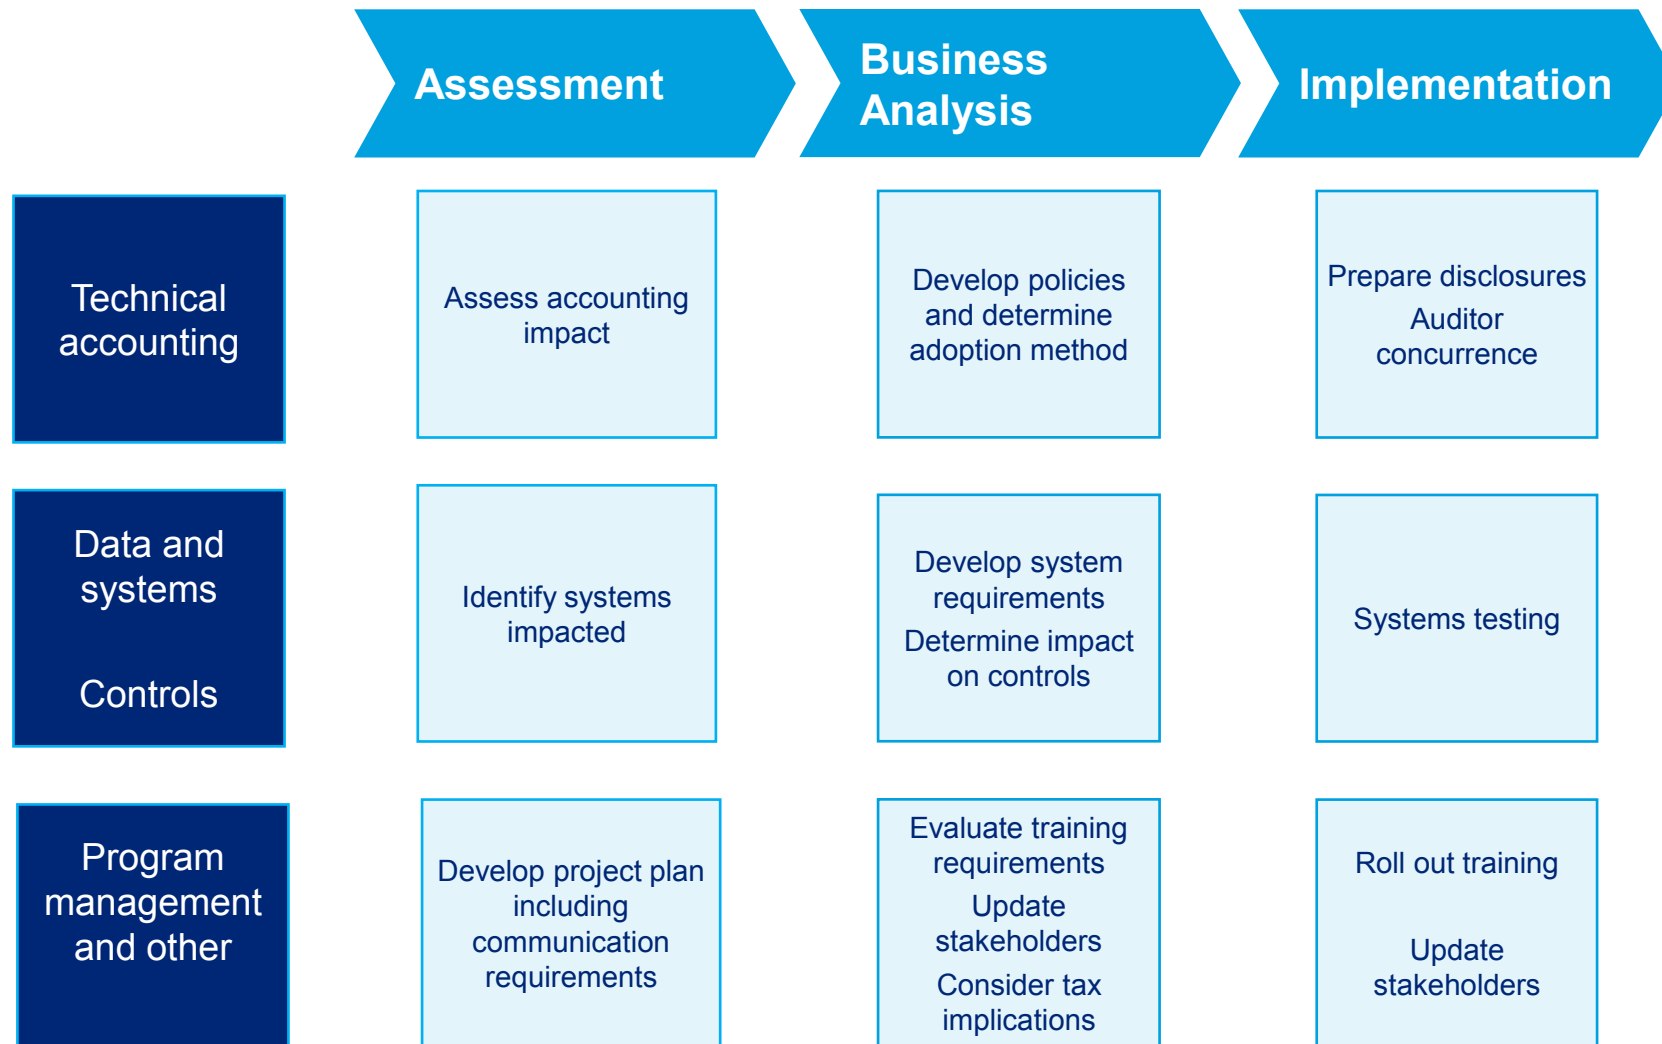 Assessment
Business
Analysis
Implementation
Technical
accounting
Assess accounting
impact
Develop policies
and determine
adoption method
Prepare disclosures
Auditor
concurrence
Data and
systems
Controls
Identify systems
impacted
Develop system
requirements
Determine impact
on controls
Systems testing
Program
management
and other
Develop project plan
including
communication
requirements
Evaluate training
requirements
Update
stakeholders
Consider tax
implications
Roll out training
Update
stakeholders